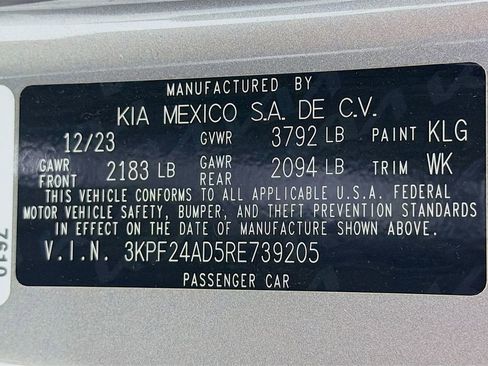 MANUFACTURED BY
KIA MEXICO S.A. DE C.V.
12/23 GVWR 3792 LB PAINT KLG
GAWR FRONT 2183 LB GAWR REAR 2094 LB TRIM WK
THIS VEHICLE CONFORMS TO ALL APPLICABLE U.S.A. FEDERAL
MOTOR VEHICLE SAFETY, BUMPER, AND THEFT PREVENTION STANDARDS
IN EFFECT ON THE DATE OF MANUFACTURE SHOWN ABOVE.
V.I.N. 3KPF24AD5RE739205
PASSENGER CAR
7610